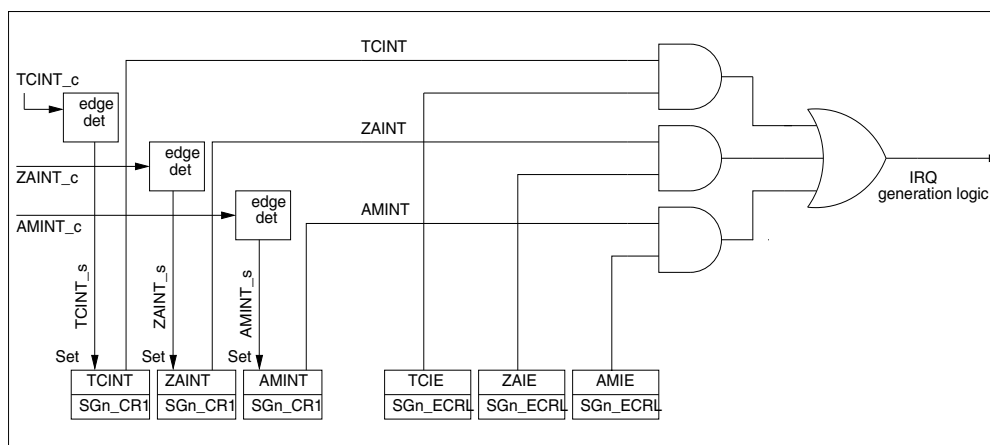 TCINT
TCINT_c
edge
det
ZAINT
edge
det
ZAINT_c
AMINT
edge
det
AMINT_c
IRQ
generation logic
TCINT_s
ZAINT_s
AMINT_s
Set
Set
Set
TCINT
ZAINT
AMINT
TCIE
ZAIE
AMIE
SGn_CR1
SGn_CR1
SGn_CR1
SGn_ECRL
SGn_ECRL
SGn_ECRL